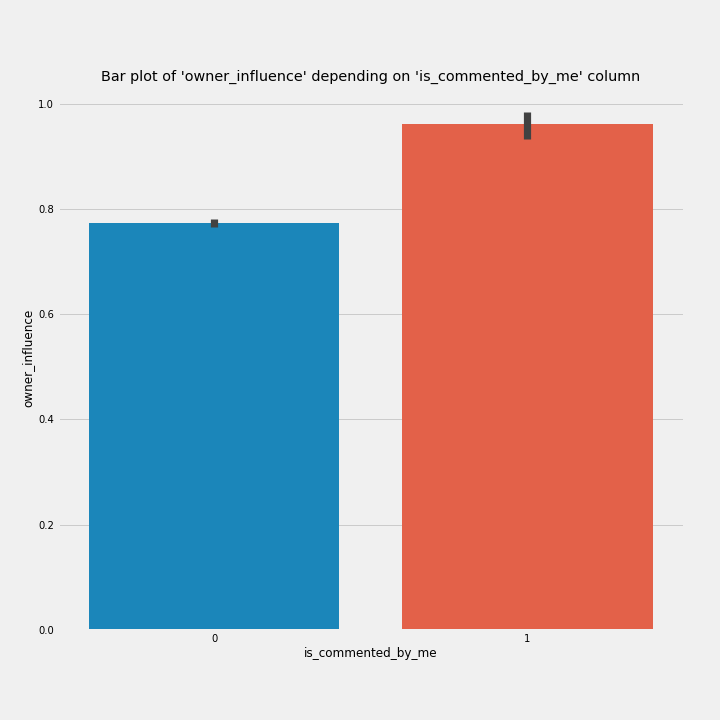 Bar plot of 'owner_influence' depending on 'is_commented_by_me' column
1.0
0.8
0.6
0.4
0.2
0.0
owner_influence
0 1
is_commented_by_me